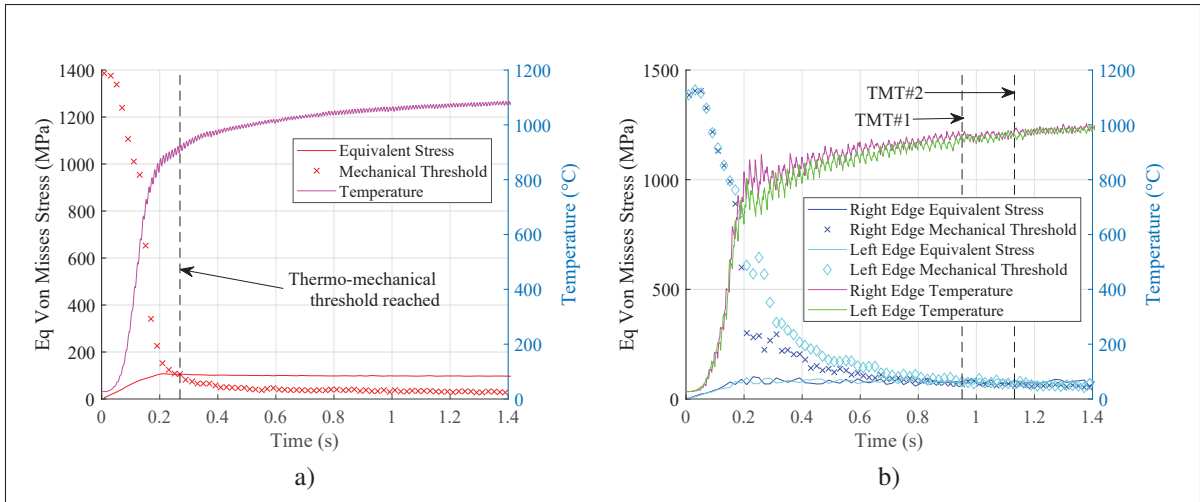 1400
1200
1000
800
600
400
200
0
Eq Von Misses Stress (MPa)
0 0.2 0.4 0.6 0.8 1 1.2 1.4
Time (s)
1200
1000
800
600
400
200
0
Temperature (°C)
Equivalent Stress
Mechanical Threshold
Temperature
Thermo-mechanical
threshold reached
a)
1500
1000
500
0
Eq Von Misses Stress (MPa)
0 0.2 0.4 0.6 0.8 1 1.2 1.4
Time (s)
1200
1000
800
600
400
200
0
Temperature (°C)
TMT#2
TMT#1
Right Edge Equivalent Stress
Right Edge Mechanical Threshold
Left Edge Equivalent Stress
Left Edge Mechanical Threshold
Right Edge Temperature
Left Edge Temperature
b)